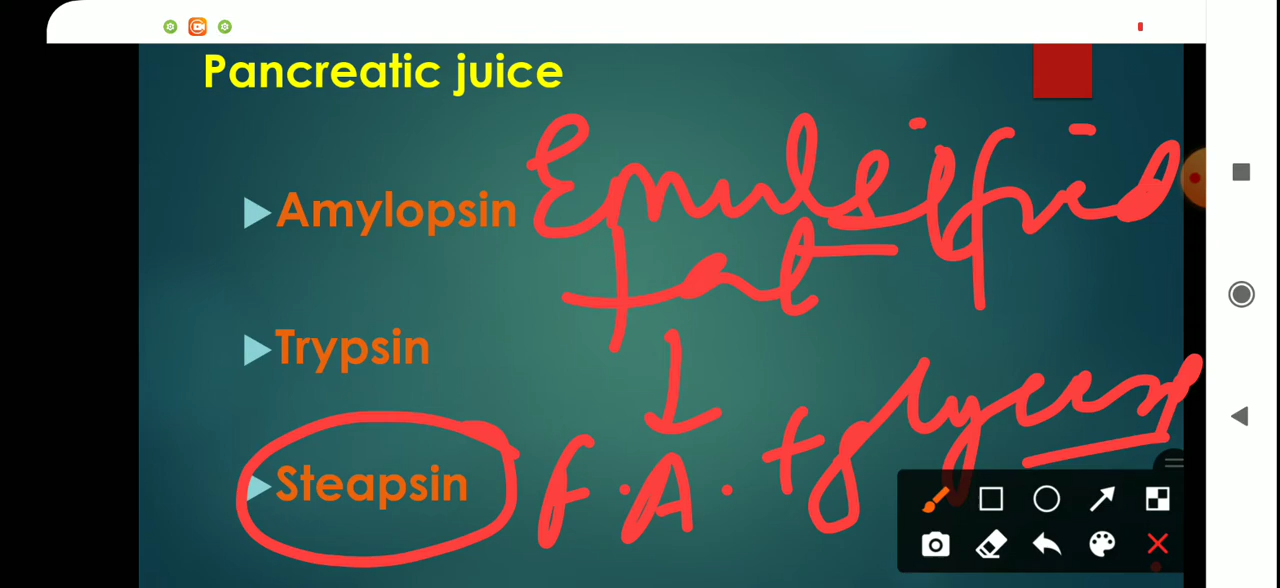 Pancreatic juice
Emulsified
Amylopsin
fat
Trypsin
Steapsin
F.A. + glycerol